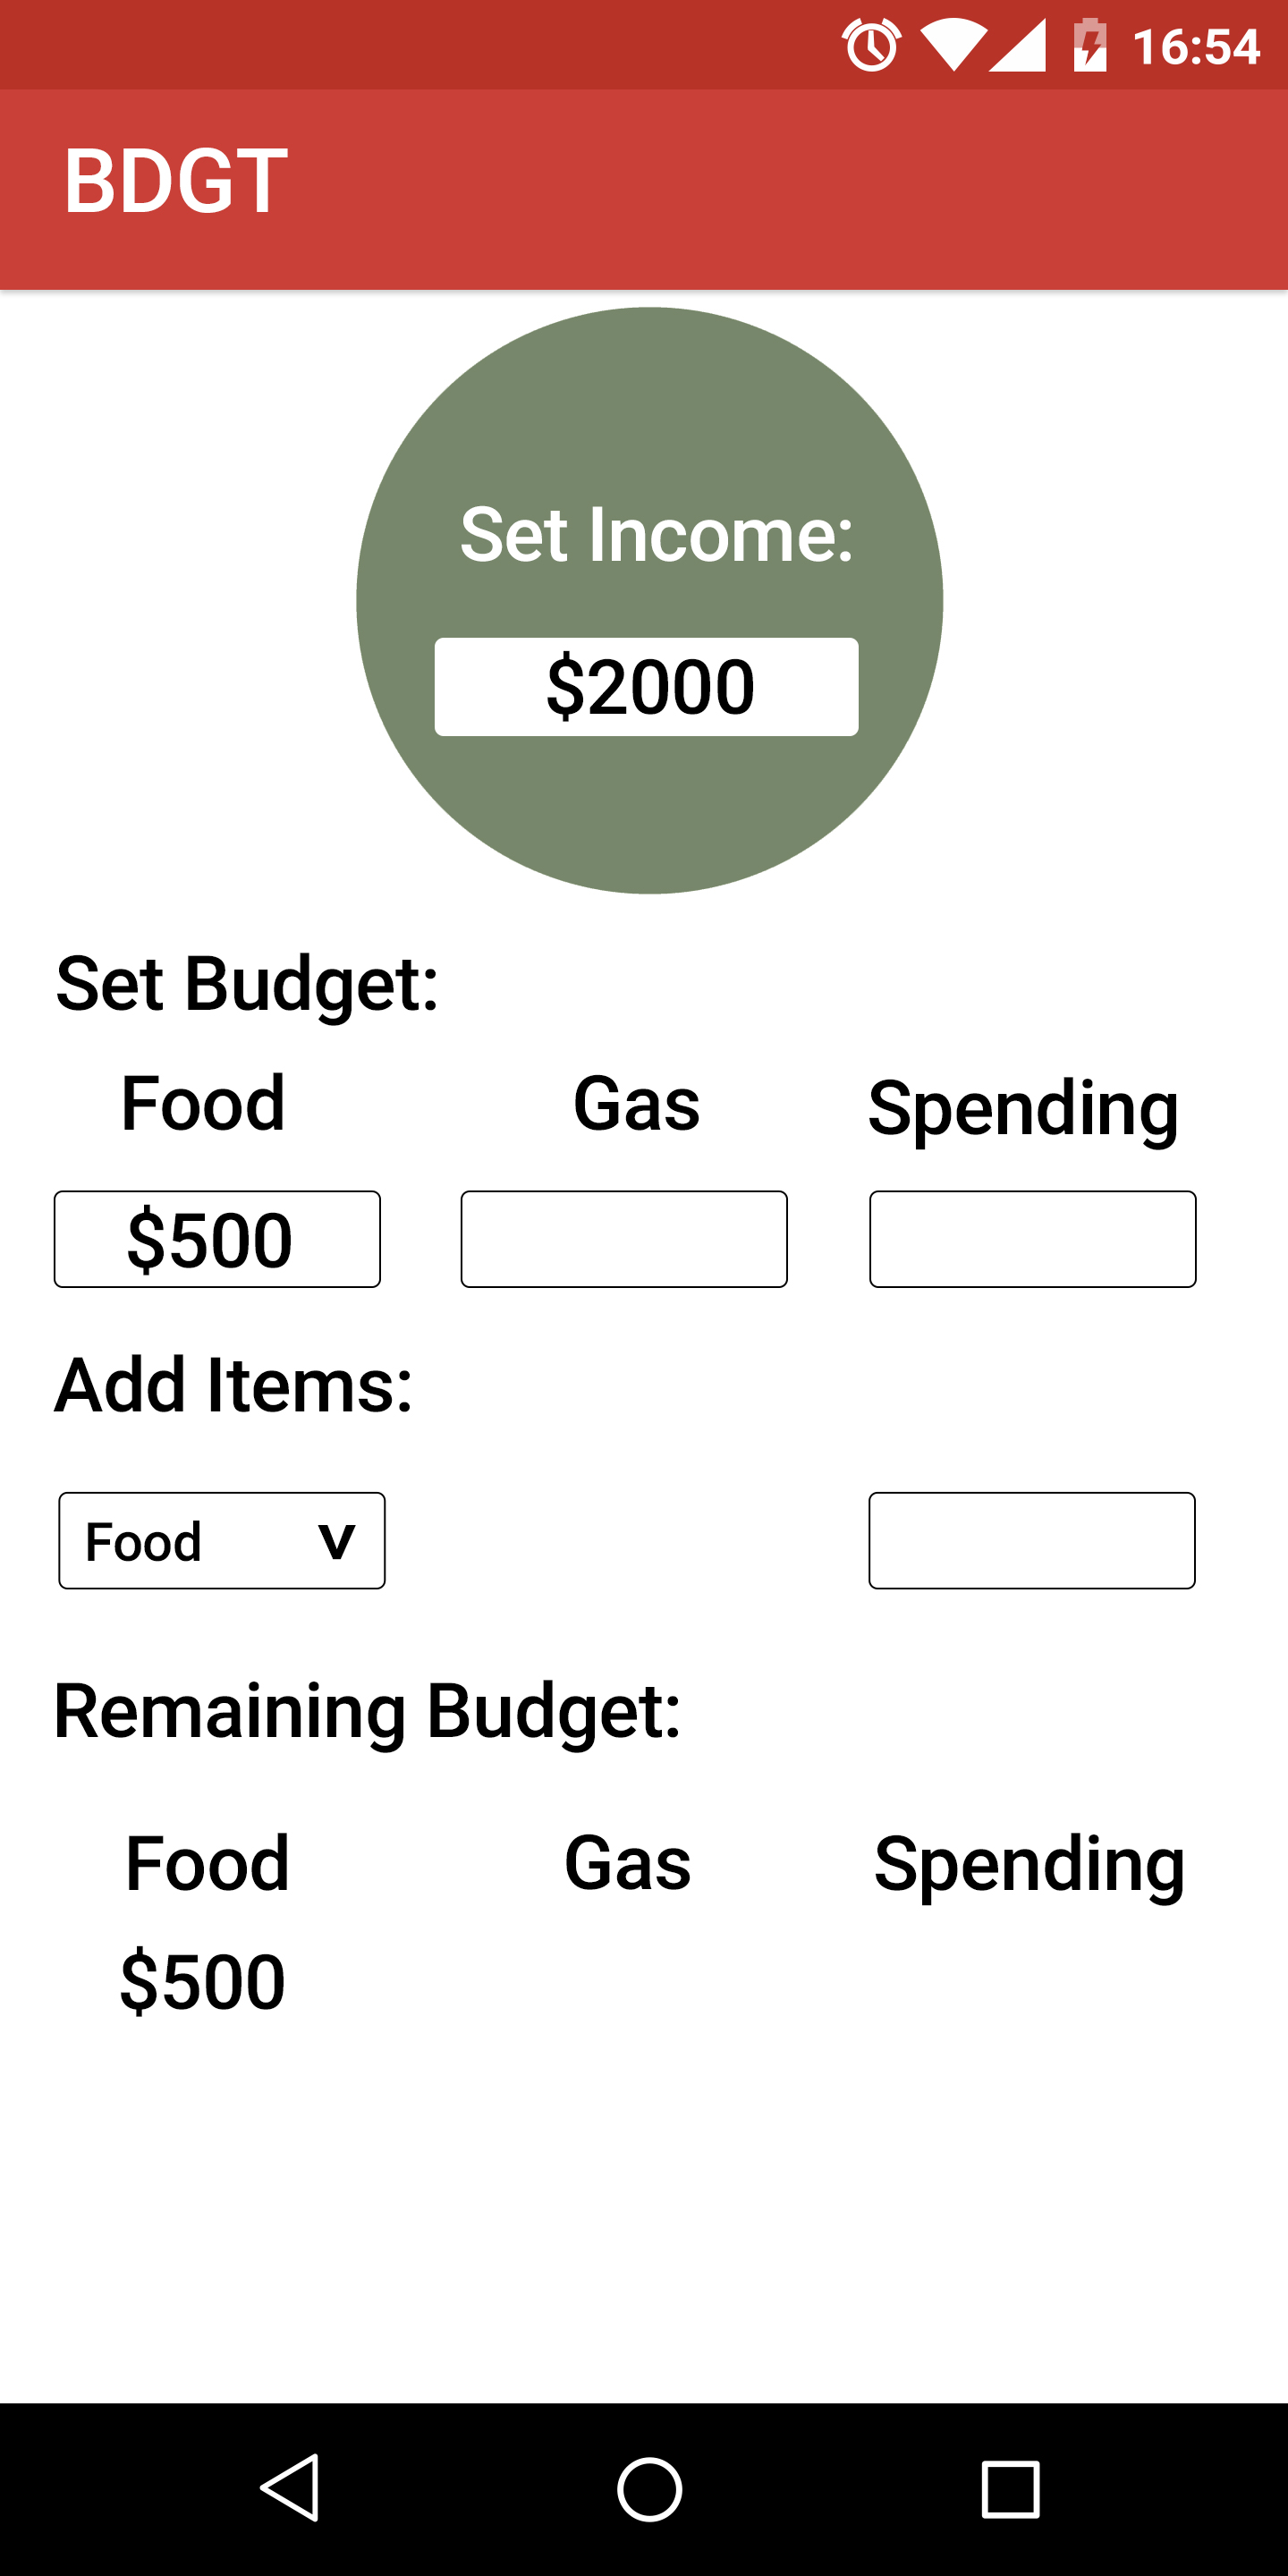 16:54
BDGT
Set Income:
$2000
Set Budget:
Food Gas Spending
$500
Add Items:
Food v
Remaining Budget:
Food Gas Spending
$500